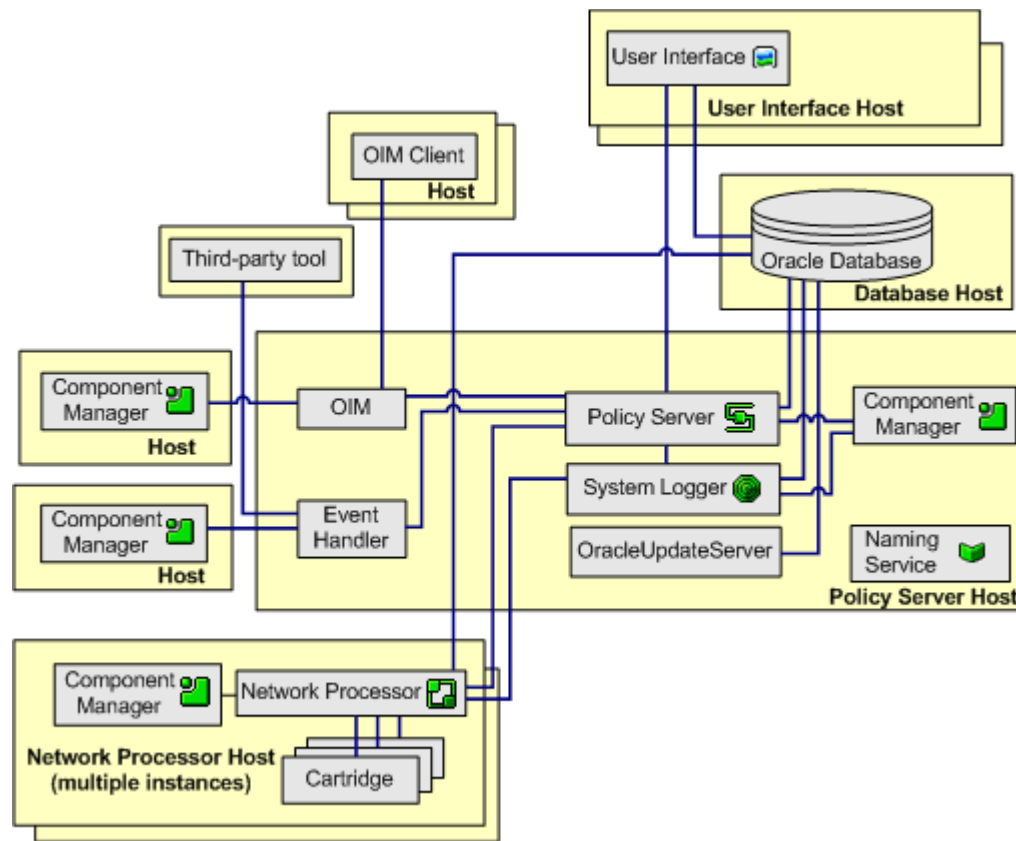 User Interface
User Interface Host
OIM Client
Host
Third-party tool
Oracle Database
Database Host
Component
Manager
Host
OIM
Policy Server
Component
Manager
System Logger
Component
Manager
Host
Event
Handler
OracleUpdateServer
Naming
Service
Policy Server Host
Component
Manager
Network Processor
Network Processor Host
(multiple instances)
Cartridge